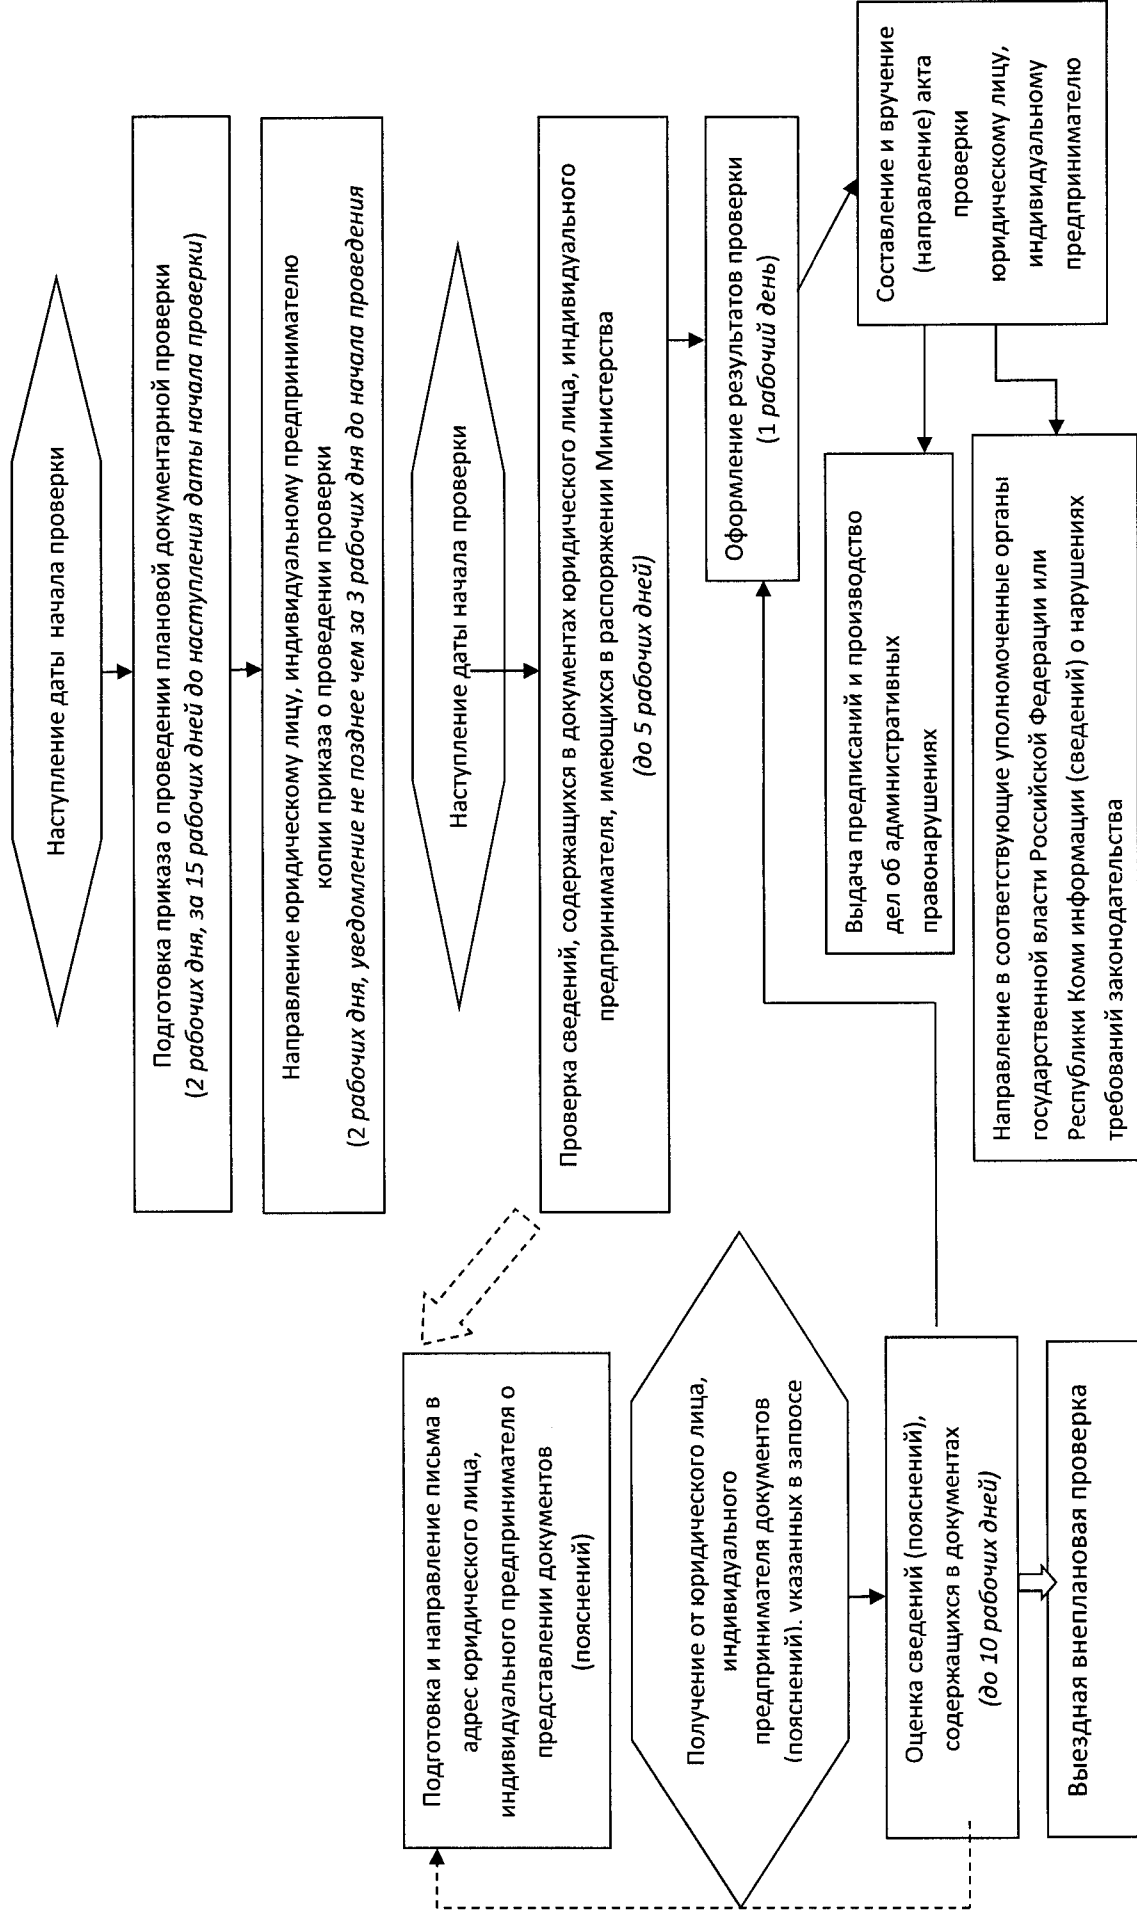 Наступление даты начала проверки
Подготовка приказа о проведении плановой документарной проверки
(2 рабочих дня, за 15 рабочих дней до наступления даты начала проверки)
Направление юридическому лицу, индивидуальному предпринимателю
копии приказа о проведении проверки
(2 рабочих дня, уведомление не позднее чем за 3 рабочих дня до начала проведения
Наступление даты начала проверки
Проверка сведений, содержащихся в документах юридического лица, индивидуального
предпринимателя, имеющихся в распоряжении Министерства
(до 5 рабочих дней)
Подготовка и направление письма в
адрес юридического лица,
индивидуального предпринимателя о
представлении документов
(пояснений)
Получение от юридического лица,
индивидуального
предпринимателя документов
(пояснений). указанных в запросе
Оценка сведений (пояснений),
содержащихся в документах
(до 10 рабочих дней)
Выездная внеплановая проверка
Оформление результатов проверки
(1 рабочий день)
Составление и вручение
(направление) акта
проверки
юридическому лицу,
индивидуальному
предпринимателю
Выдача предписаний и производство
дел об административных
правонарушениях
Направление в соответствующие уполномоченные органы
государственной власти Российской Федерации или
Республики Коми информации (сведений) о нарушениях
требований законодательства